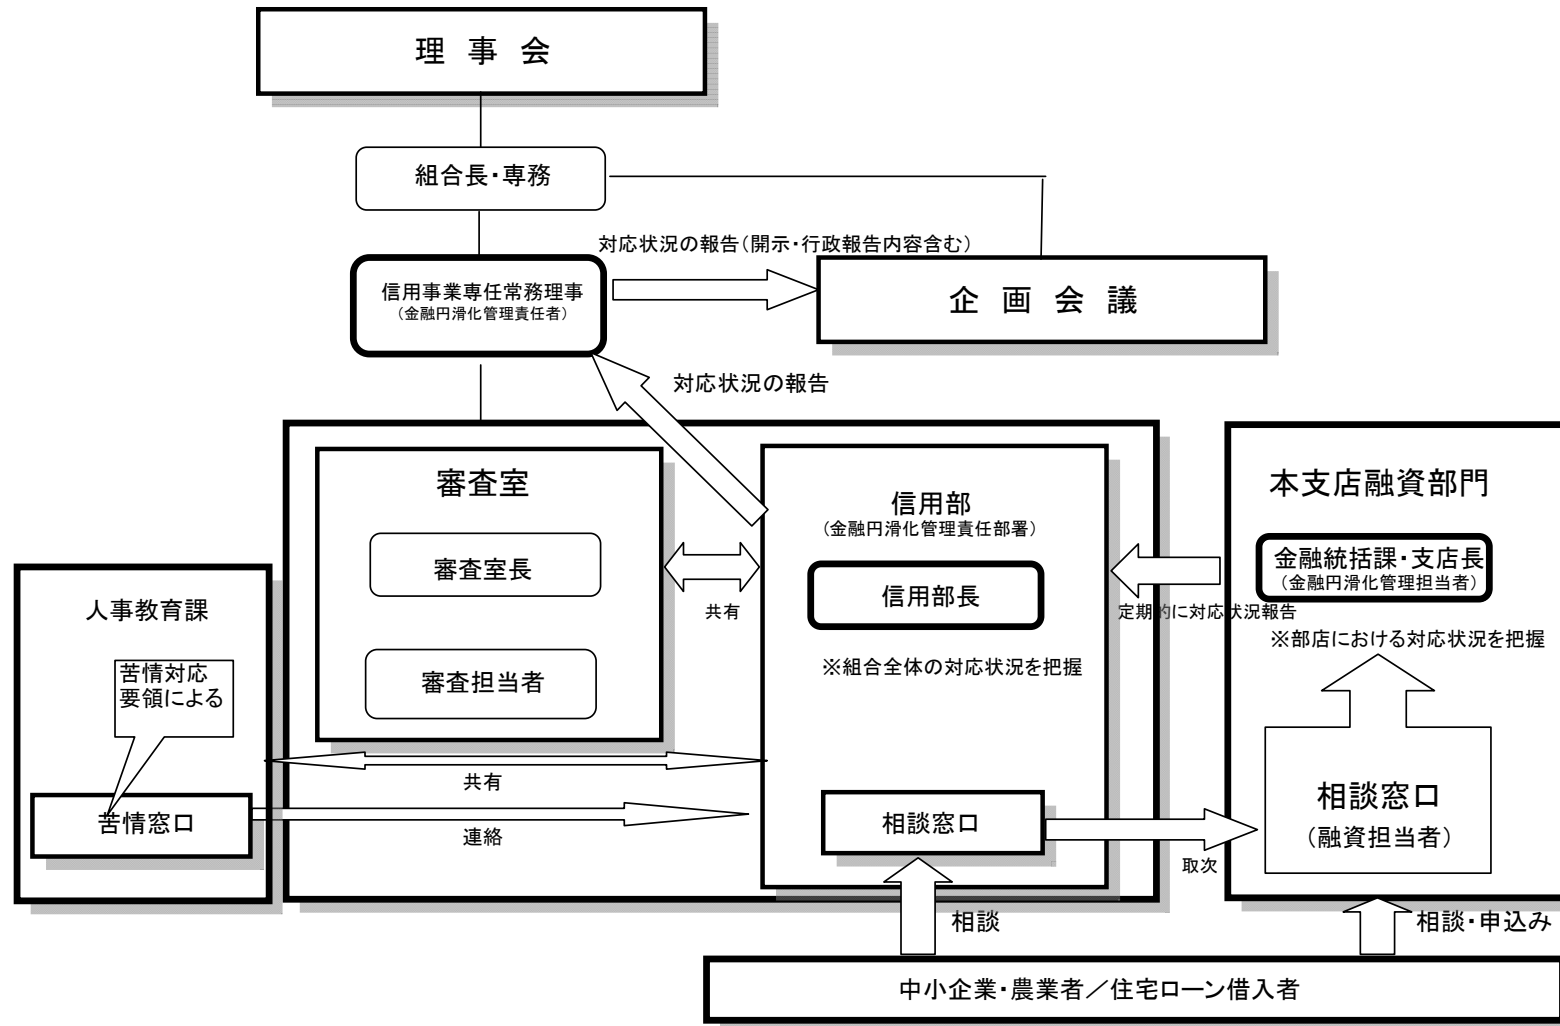 理 事 会
組合長・専務
対応状況の報告(開示・行政報告内容含む)
信用事業専任常務理事
(金融円滑化管理責任者)
企 画 会 議
対応状況の報告
審査室
審査室長
審査担当者
共有
信用部
(金融円滑化管理責任部署)
信用部長
※組合全体の対応状況を把握
本支店融資部門
金融統括課・支店長
(金融円滑化管理担当者)
定期的に対応状況報告
※部店における対応状況を把握
人事教育課
苦情対応
要領による
苦情窓口
共有
連絡
相談窓口
取次
相談窓口
(融資担当者)
相談
相談・申込み
中小企業・農業者／住宅ローン借入者